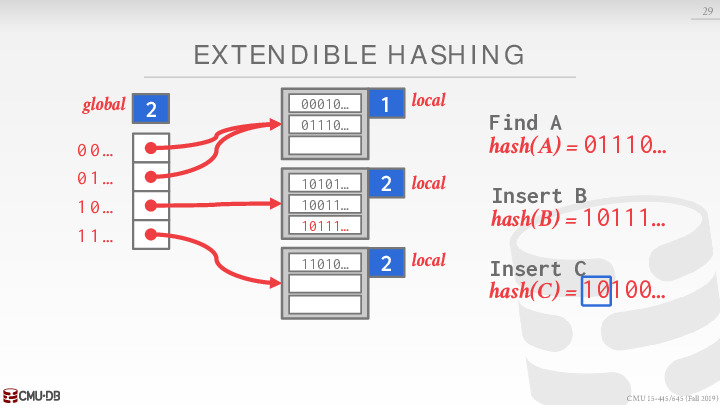 29
EXTENDIBLE HASHING
global 2
00…
01…
10…
11…
00010…
01110…
1 local
10101…
10011…
10111…
2 local
11010…
2 local
Find A
hash(A) = 01110…
Insert B
hash(B) = 10111…
Insert C
hash(C) = 10100…
CMU·DB
CMU 15-445/645 (Fall 2019)